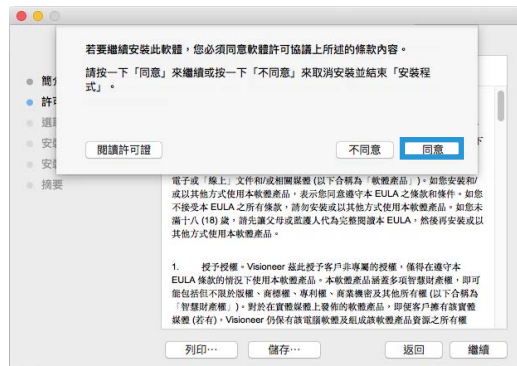 若要繼續安裝此軟體，您必須同意軟體許可協議上所述的條款內容。
請按一下「同意」來繼續或按一下「不同意」來取消安裝並結束「安裝程
式」。
閱讀許可證
不同意
同意
簡
許
選
安
安
摘要
下
電子或「線上」文件和/或相關媒體 (以下合稱為「軟體產品」)。如您安裝和/
或以其他方式使用本軟體產品，表示您同意遵守本 EULA 之條款和條件。如您
不接受本 EULA 之所有條款，請勿安裝或以其他方式使用本軟體產品。如您未
滿十八 (18) 歲，請先讓父母或監護人代為完整閱讀本 EULA，然後再安裝或以
其他方式使用本軟體產品。
1. 授予授權。Visioneer 茲此授予客戶非專屬的授權，僅得在遵守本
EULA 條款的情況下使用本軟體產品。本軟體產品涵蓋多項智慧財產權，即可
能包括但不限於版權、商標權、專利權、商業機密及其他所有權 (以下合稱為
「智慧財產權」)。對於在實體媒體上發佈的軟體產品，即便客戶擁有該實體
媒體 (若有)，Visioneer 仍保有該電腦軟體及組成該軟體產品資源之所有權
列印…
儲存…
返回
繼續